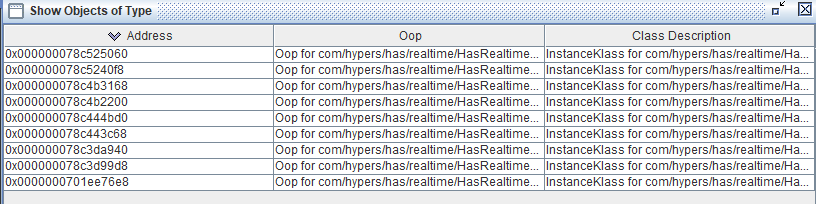 Show Objects of Type
Address Oop Class Description
0x000000078c525060 Oop for com/hypers/has/realtime/HasRealtime... InstanceKlass for com/hypers/has/realtime/Ha...
0x000000078c5240f8 Oop for com/hypers/has/realtime/HasRealtime... InstanceKlass for com/hypers/has/realtime/Ha...
0x000000078c4b3168 Oop for com/hypers/has/realtime/HasRealtime... InstanceKlass for com/hypers/has/realtime/Ha...
0x000000078c4b2200 Oop for com/hypers/has/realtime/HasRealtime... InstanceKlass for com/hypers/has/realtime/Ha...
0x000000078c444bd0 Oop for com/hypers/has/realtime/HasRealtime... InstanceKlass for com/hypers/has/realtime/Ha...
0x000000078c443c68 Oop for com/hypers/has/realtime/HasRealtime... InstanceKlass for com/hypers/has/realtime/Ha...
0x000000078c3da940 Oop for com/hypers/has/realtime/HasRealtime... InstanceKlass for com/hypers/has/realtime/Ha...
0x000000078c3d99d8 Oop for com/hypers/has/realtime/HasRealtime... InstanceKlass for com/hypers/has/realtime/Ha...
0x0000000701ee76e8 Oop for com/hypers/has/realtime/HasRealtime... InstanceKlass for com/hypers/has/realtime/Ha...